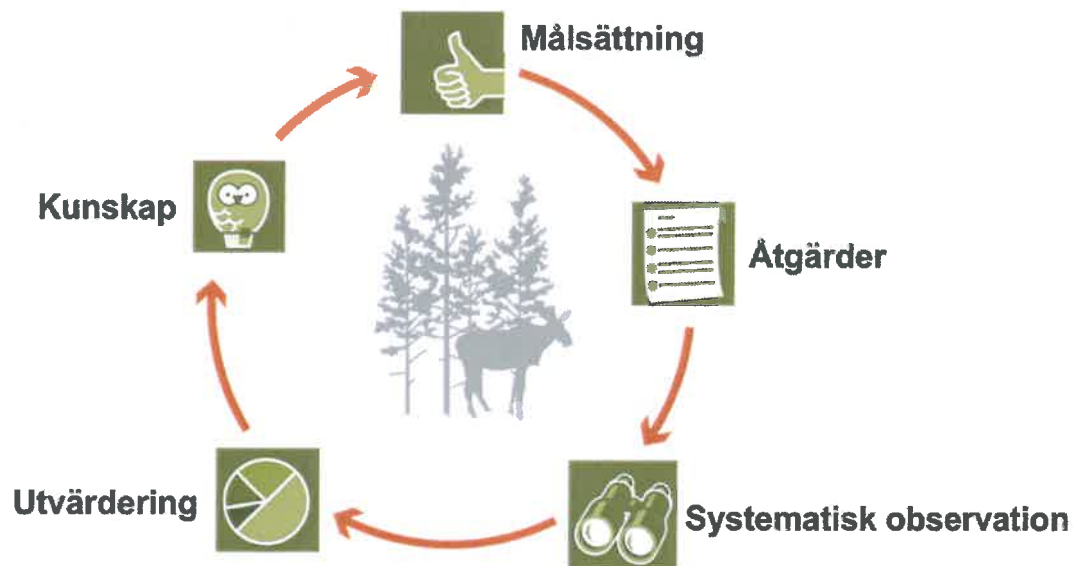 Målsättning
Åtgärder
Systematisk observation
Utvärdering
Kunskap